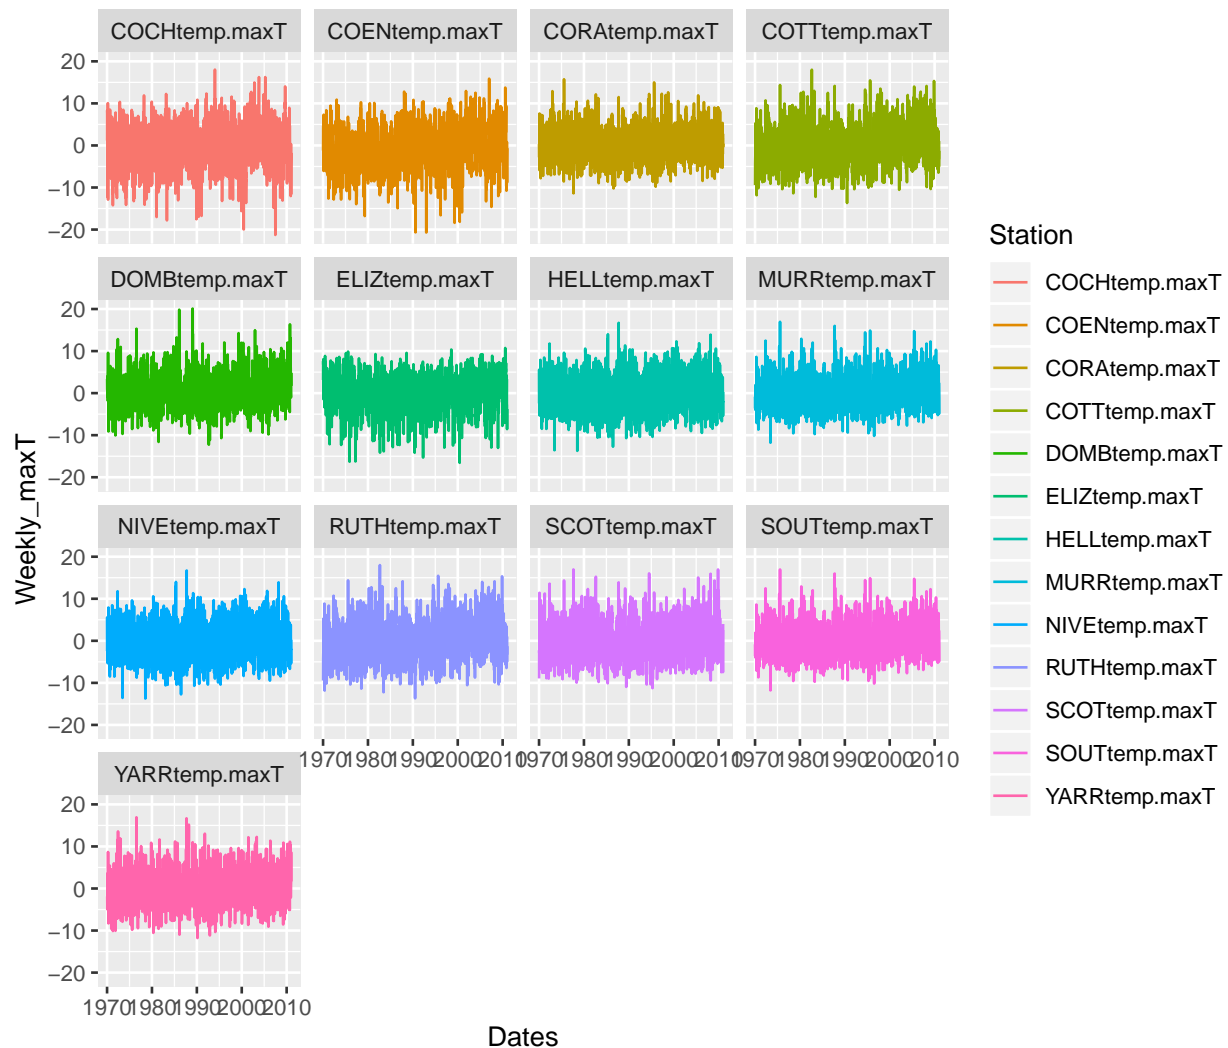 COCHtemp.maxT COENtemp.maxT CORAtemp.maxT COTTtemp.maxT
20
10
0
−10
−20
DOMBtemp.maxT ELIZtemp.maxT HELLtemp.maxT MURRtemp.maxT
20
10
0
−10
−20
NIVEtemp.maxT RUTHtemp.maxT SCOTtemp.maxT SOUTtemp.maxT
20
10
0
−10
−20
1970 1980 1990 2000 2010 1970 1980 1990 2000 2010 1970 1980 1990 2000 2010
YARRtemp.maxT
20
10
0
−10
−20
1970 1980 1990 2000 2010
Dates
Weekly_maxT
Station
COCHtemp.maxT
COENtemp.maxT
CORAtemp.maxT
COTTtemp.maxT
DOMBtemp.maxT
ELIZtemp.maxT
HELLtemp.maxT
MURRtemp.maxT
NIVEtemp.maxT
RUTHtemp.maxT
SCOTtemp.maxT
SOUTtemp.maxT
YARRtemp.maxT